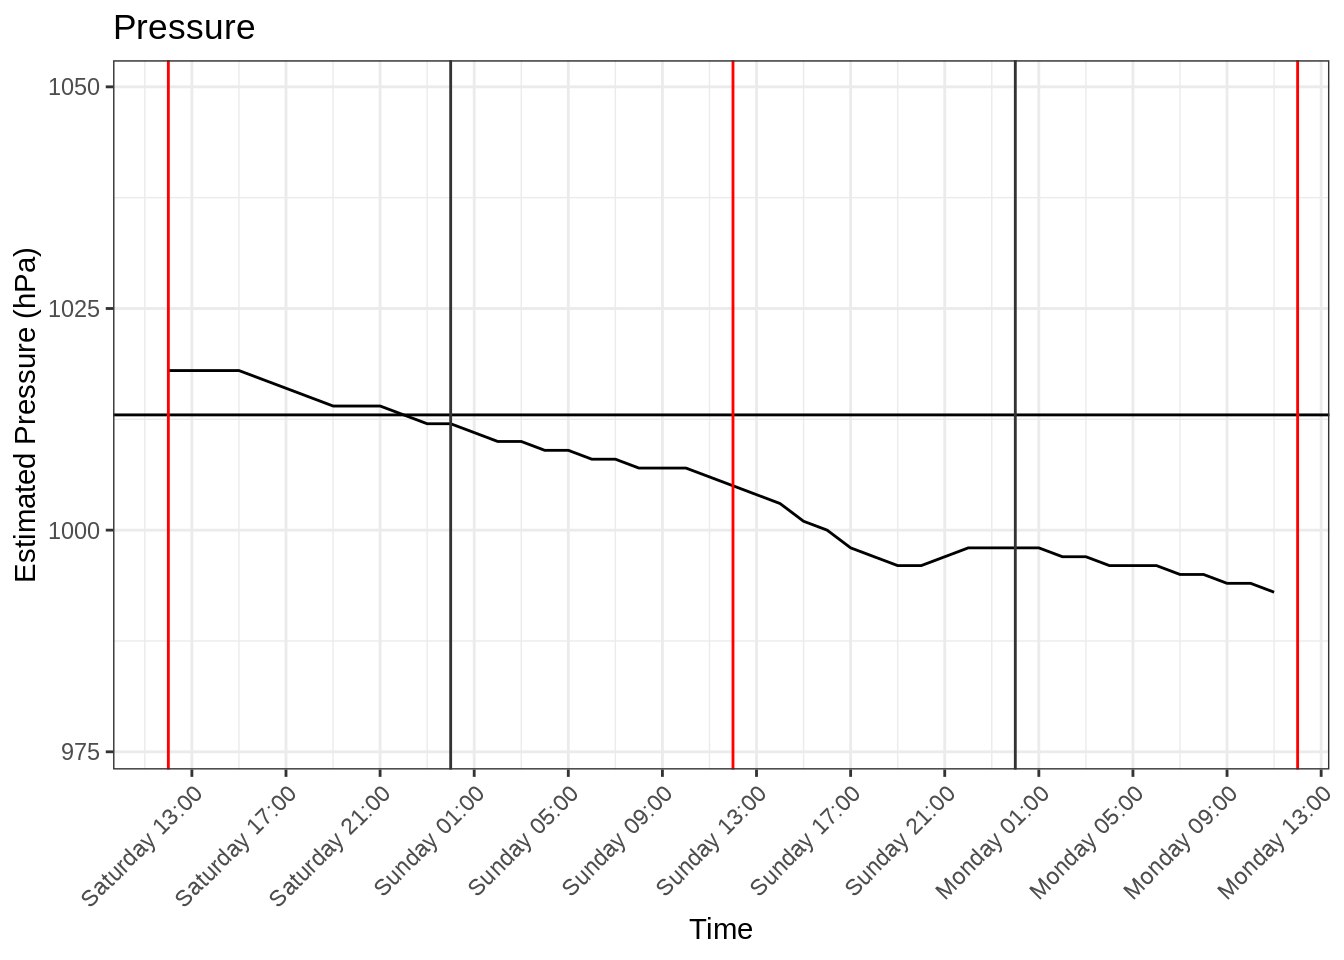 Pressure
1050
1025
1000
975
Estimated Pressure (hPa)
Saturday 13:00
Saturday 17:00
Saturday 21:00
Sunday 01:00
Sunday 05:00
Sunday 09:00
Sunday 13:00
Sunday 17:00
Sunday 21:00
Monday 01:00
Monday 05:00
Monday 09:00
Monday 13:00
Time